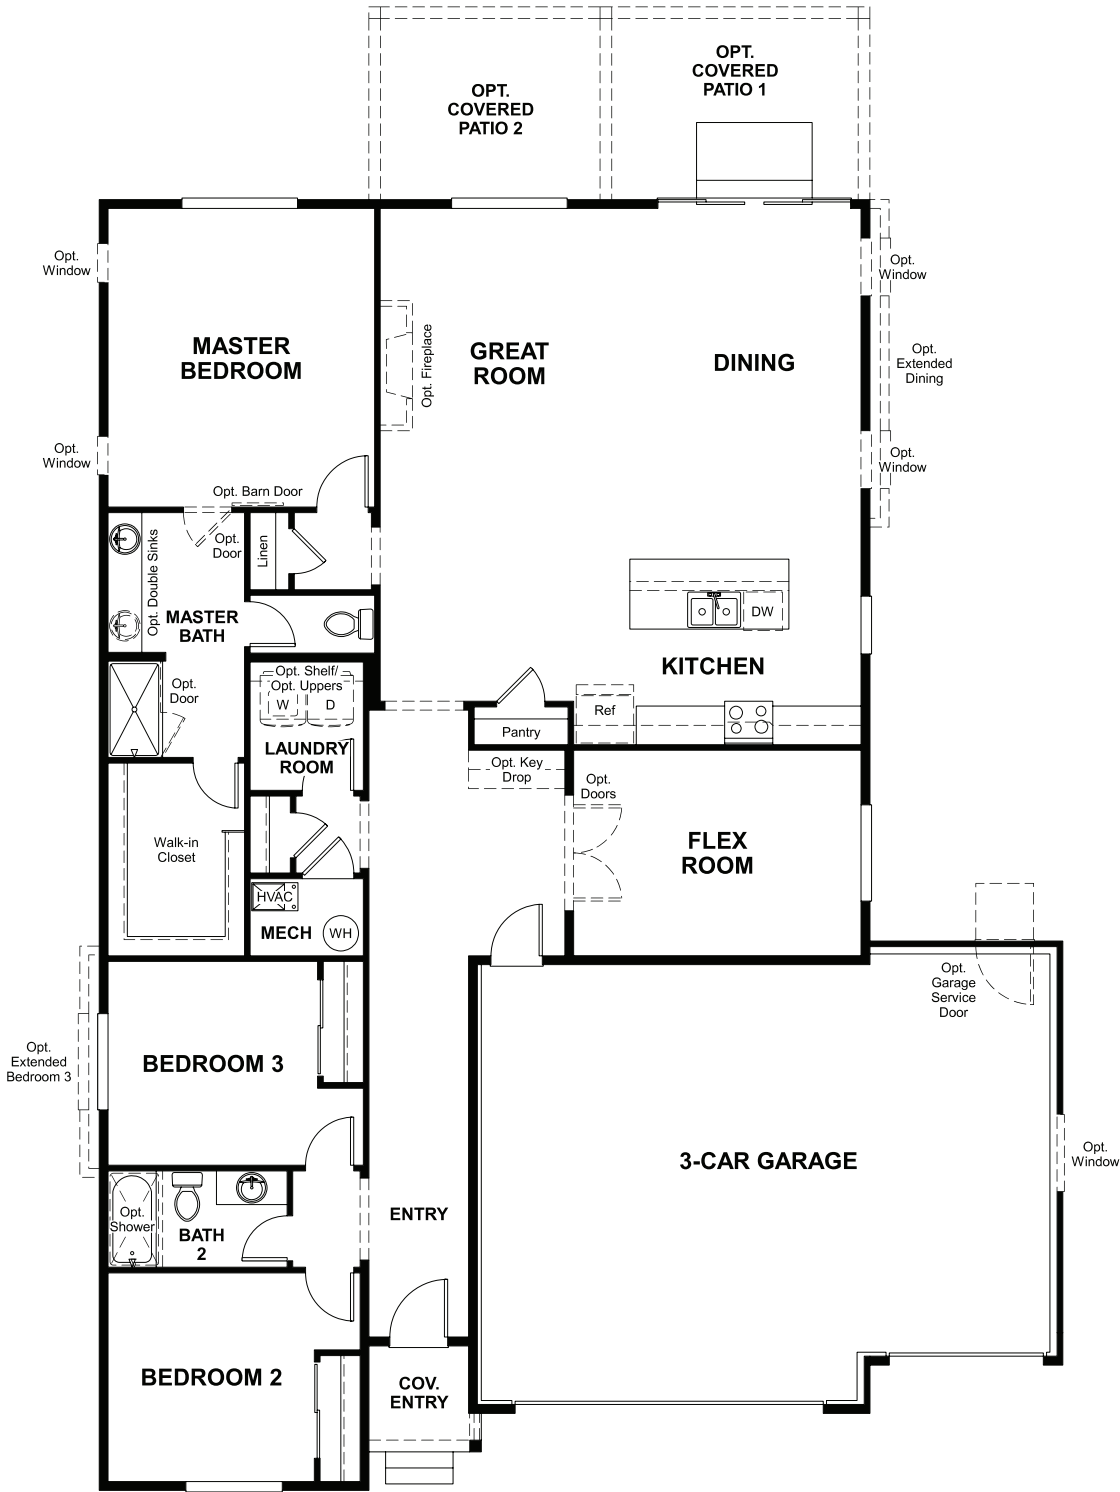 OPT.
COVERED
PATIO 2
OPT.
COVERED
PATIO 1
Opt.
Window
MASTER
BEDROOM
Opt.
Window
Opt. Fireplace
GREAT
ROOM
DINING
Opt.
Window
Opt.
Extended
Dining
Opt.
Window
Opt. Barn Door
Opt.
Door
Linen
Opt. Double Sinks
MASTER
BATH
Opt.
Door
DW
KITCHEN
Ref
Pantry
Opt. Shelf/
Opt. Uppers
W
D
LAUNDRY
ROOM
Opt. Key
Drop
Opt.
Doors
FLEX
ROOM
Walk-in
Closet
HVAC
MECH
WH
Opt.
Garage
Service
Door
Opt.
Extended
Bedroom 3
BEDROOM 3
3-CAR GARAGE
Opt.
Window
Opt.
Shower
BATH
2
ENTRY
BEDROOM 2
COV.
ENTRY